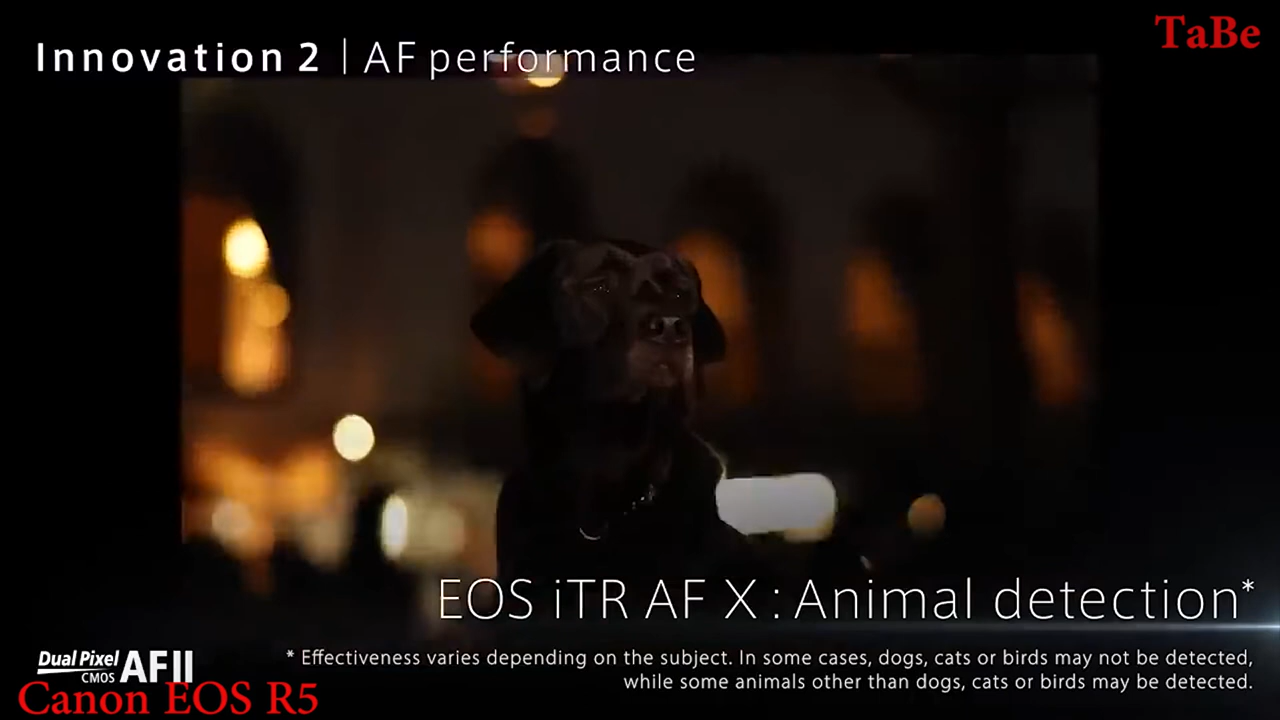 TaBe
Innovation 2 | AF performance
EOS iTR AF X : Animal detection*
Dual Pixel
CMOS AF II
* Effectiveness varies depending on the subject. In some cases, dogs, cats or birds may not be detected,
while some animals other than dogs, cats or birds may be detected.
Canon EOS R5